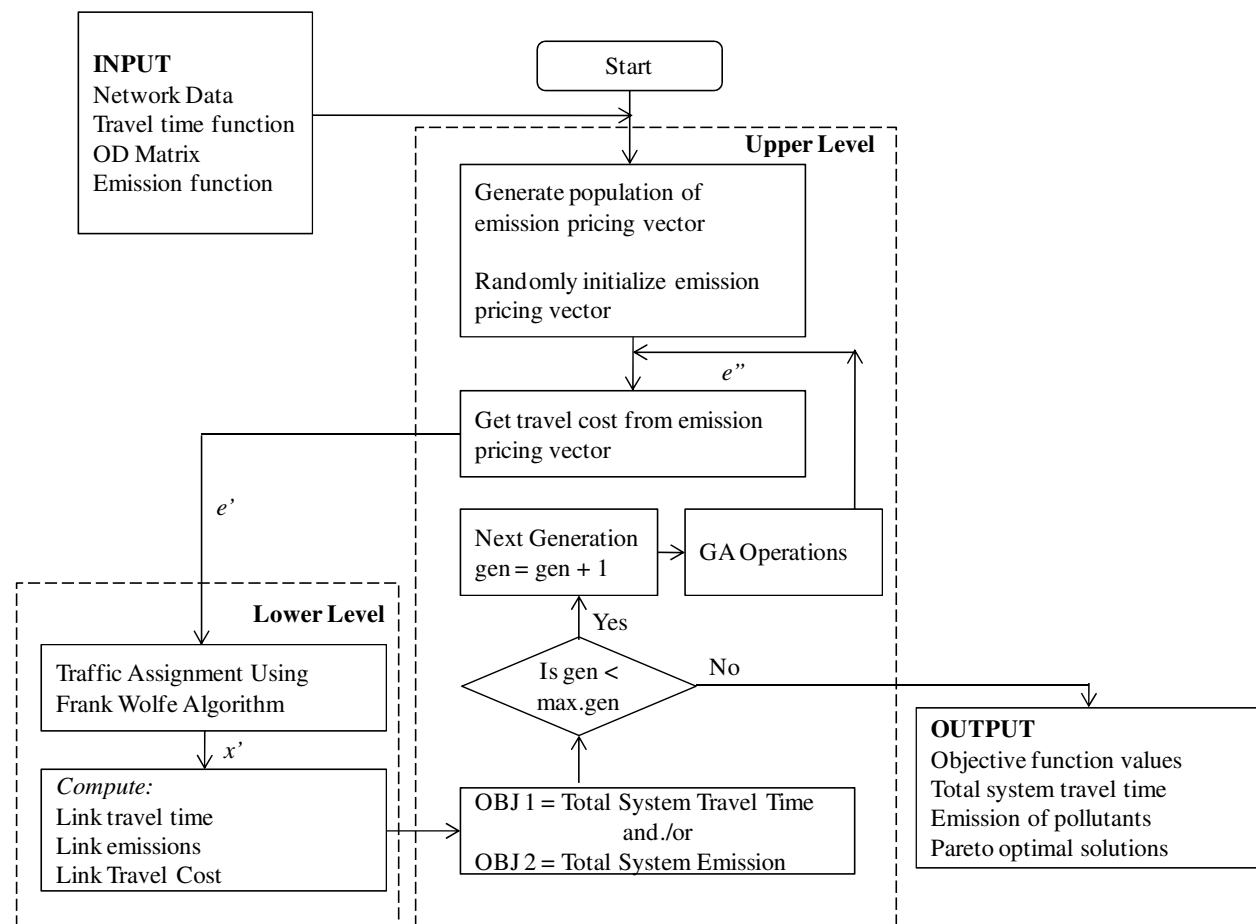 INPUT
Network Data
Travel time function
OD Matrix
Emission function
Start
Upper Level
Generate population of
emission pricing vector
Randomly initialize emission
pricing vector
e”
Get travel cost from emission
pricing vector
e’
Next Generation
gen = gen + 1
GA Operations
Yes
Lower Level
Traffic Assignment Using
Frank Wolfe Algorithm
x’
Compute:
Link travel time
Link emissions
Link Travel Cost
Is gen <
max.gen
No
OBJ 1 = Total System Travel Time
and./or
OBJ 2 = Total System Emission
OUTPUT
Objective function values
Total system travel time
Emission of pollutants
Pareto optimal solutions